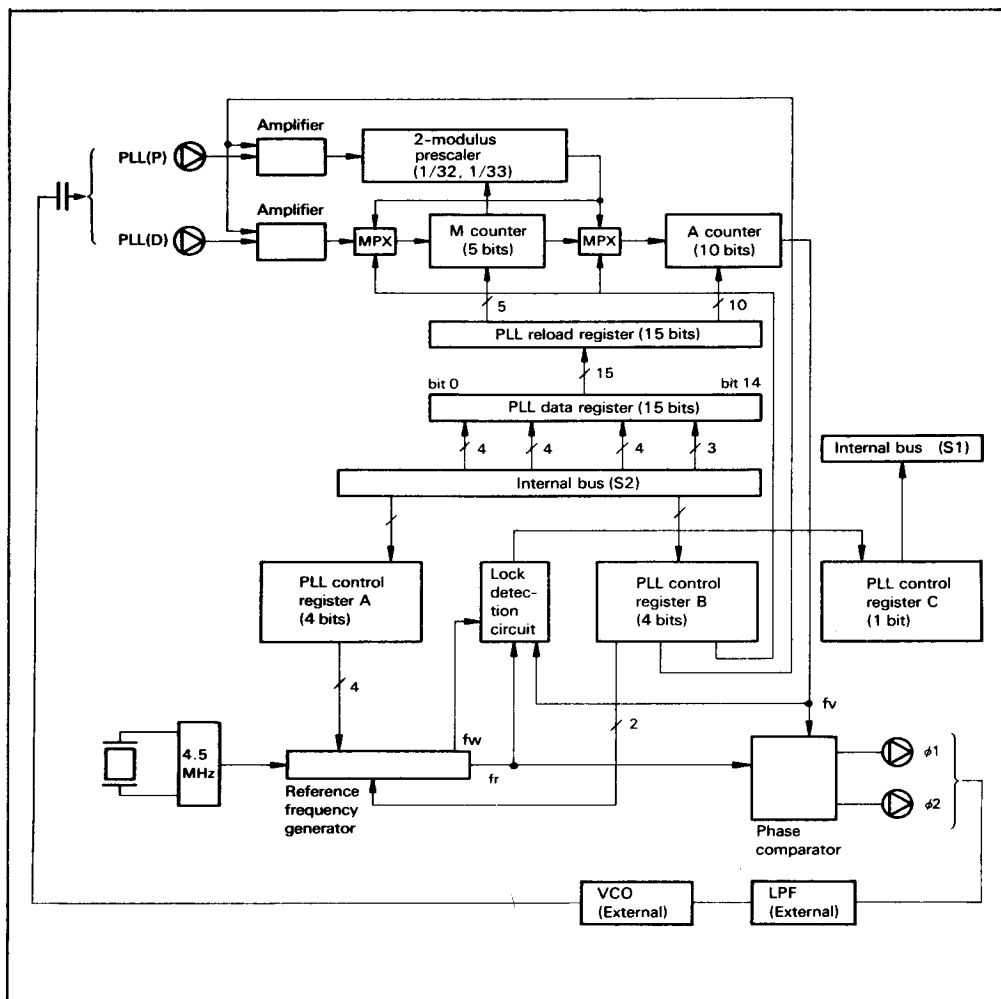 Amplifier
2-modulus
prescaler
(1/32, 1/33)
PLL(P)
Amplifier
PLL(D)
MPX
M counter
(5 bits)
MPX
A counter
(10 bits)
5
10
PLL reload register (15 bits)
15
bit 0
bit 14
PLL data register (15 bits)
4
4
4
3
Internal bus (S1)
Internal bus (S2)
PLL control
register A
(4 bits)
Lock
detec-
tion
circuit
PLL control
register B
(4 bits)
PLL control
register C
(1 bit)
4
2
fv
fw
4.5
MHz
fr
ϕ1
Reference
frequency
generator
ϕ2
Phase
comparator
VCO
(External)
LPF
(External)